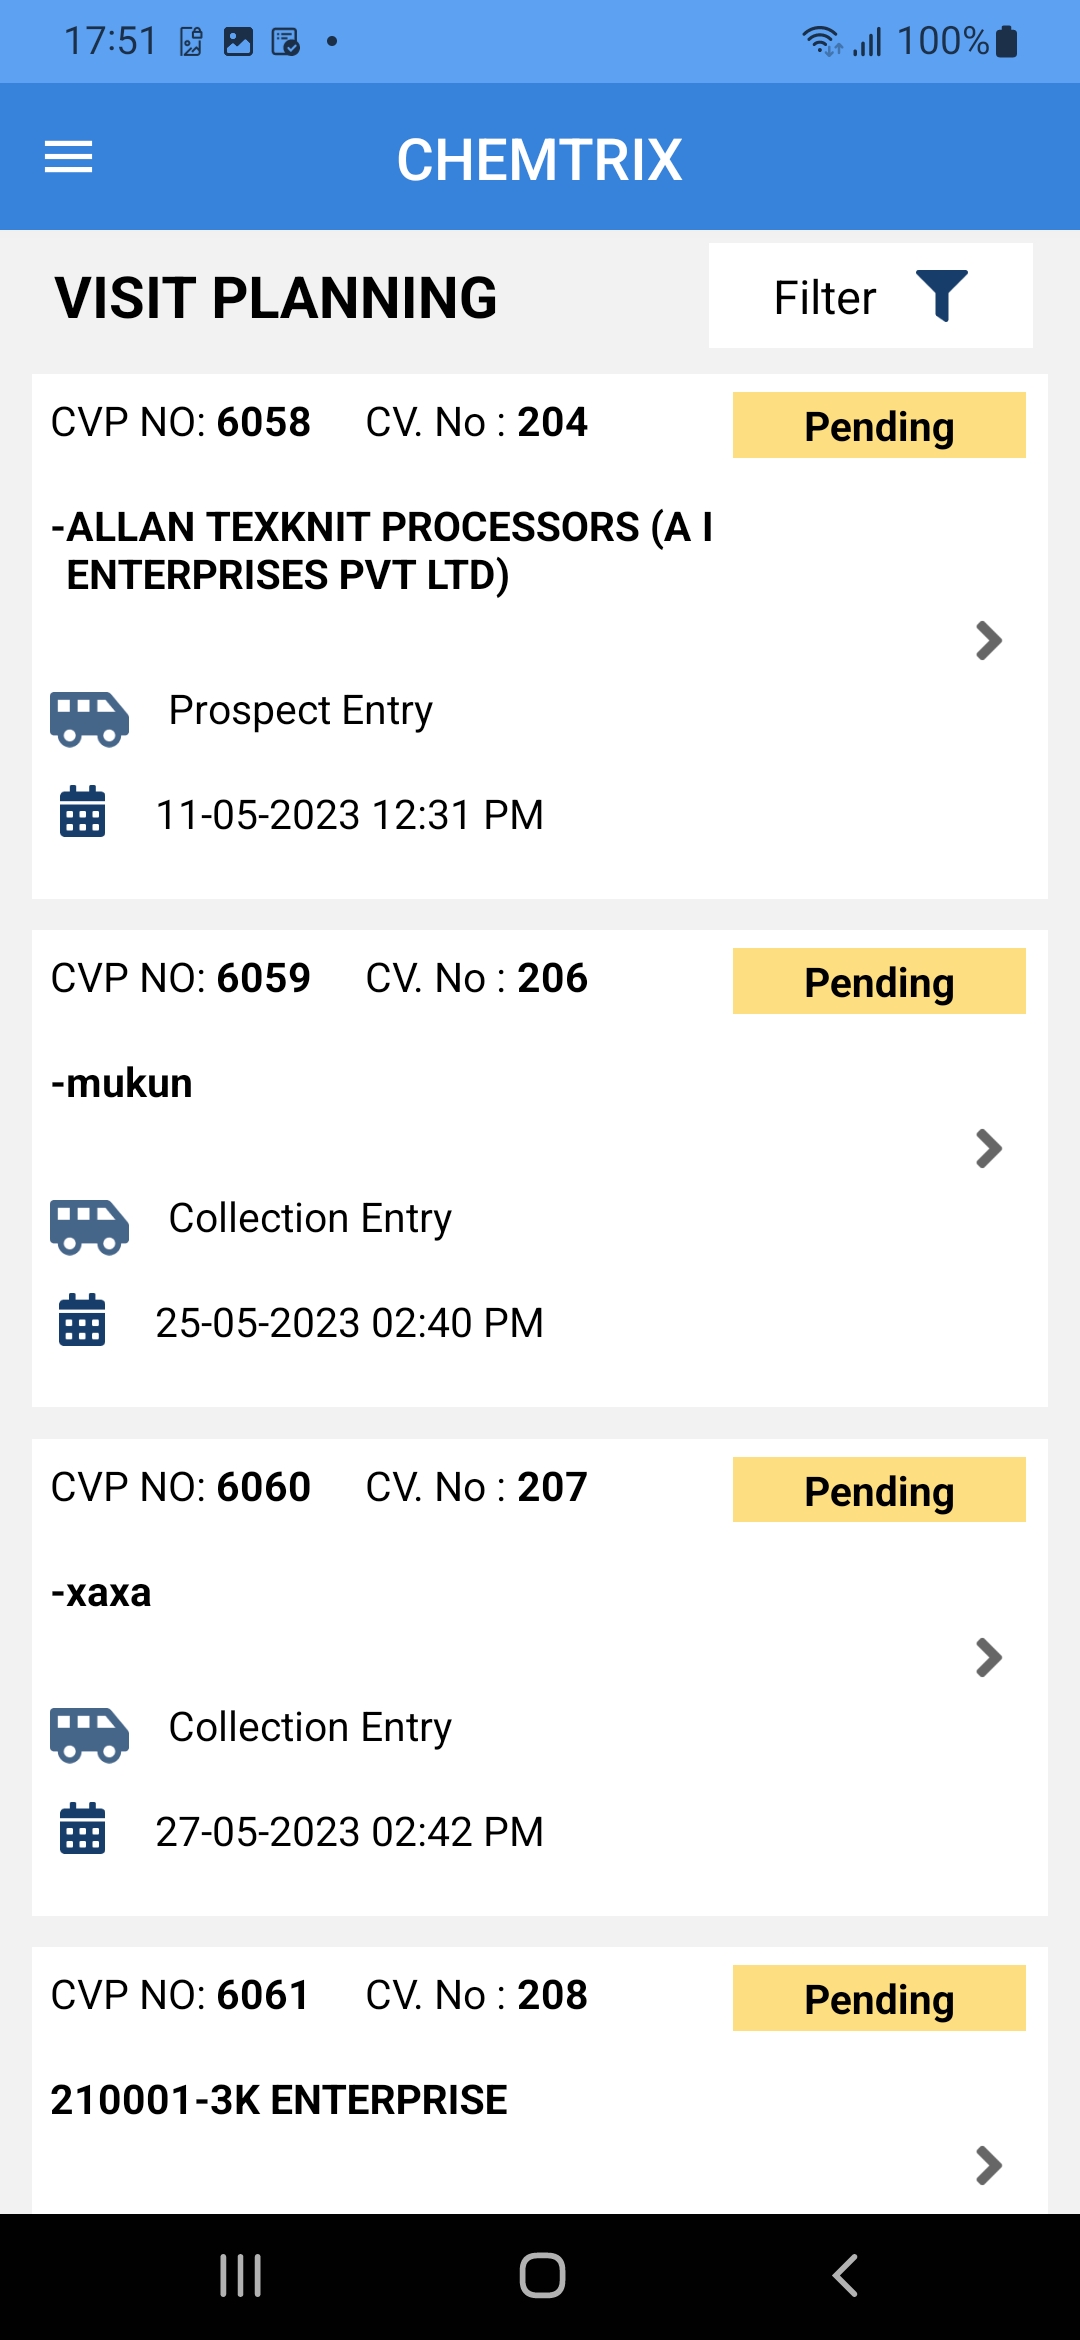 17:51 100%
CHEMTRIX
VISIT PLANNING Filter
CVP NO: 6058 CV. No : 204 Pending
-ALLAN TEXKNIT PROCESSORS (A I
ENTERPRISES PVT LTD)
Prospect Entry
11-05-2023 12:31 PM
CVP NO: 6059 CV. No : 206 Pending
-mukun
Collection Entry
25-05-2023 02:40 PM
CVP NO: 6060 CV. No : 207 Pending
-xaxa
Collection Entry
27-05-2023 02:42 PM
CVP NO: 6061 CV. No : 208 Pending
210001-3K ENTERPRISE